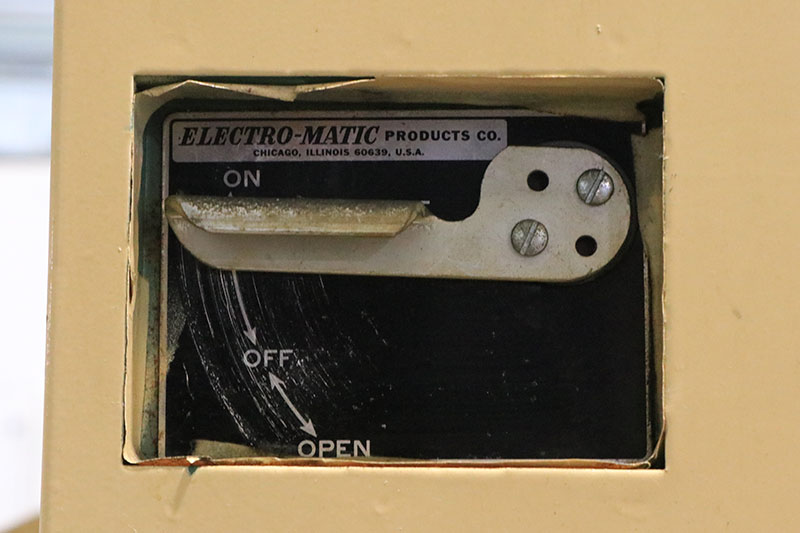 ELECTRO-MATIC PRODUCTS CO.
CHICAGO, ILLINOIS 60639, U.S.A.
ON
OFF
OPEN